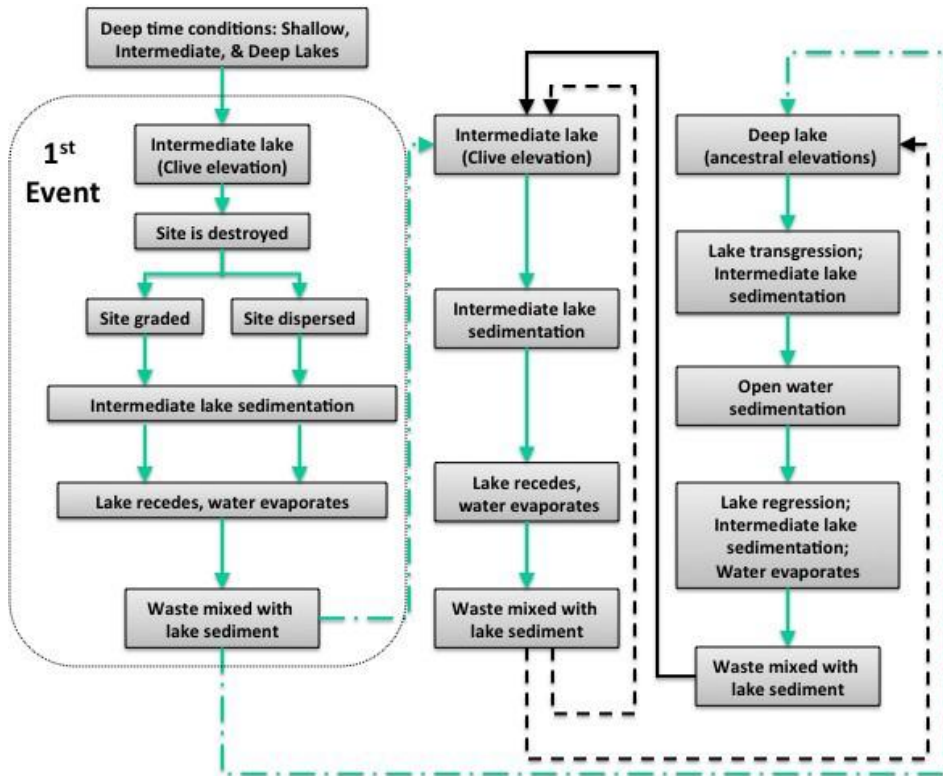 Deep time conditions: Shallow,
Intermediate, & Deep Lakes
1st
Event
Intermediate lake
(Clive elevation)
Site is destroyed
Site graded
Site dispersed
Intermediate lake sedimentation
Lake recedes, water evaporates
Waste mixed with
lake sediment
Intermediate lake
(Clive elevation)
Intermediate lake
sedimentation
Lake recedes,
water evaporates
Waste mixed with
lake sediment
Deep lake
(ancestral elevations)
Lake transgression;
Intermediate lake
sedimentation
Open water
sedimentation
Lake regression;
Intermediate lake
sedimentation;
Water evaporates
Waste mixed with
lake sediment